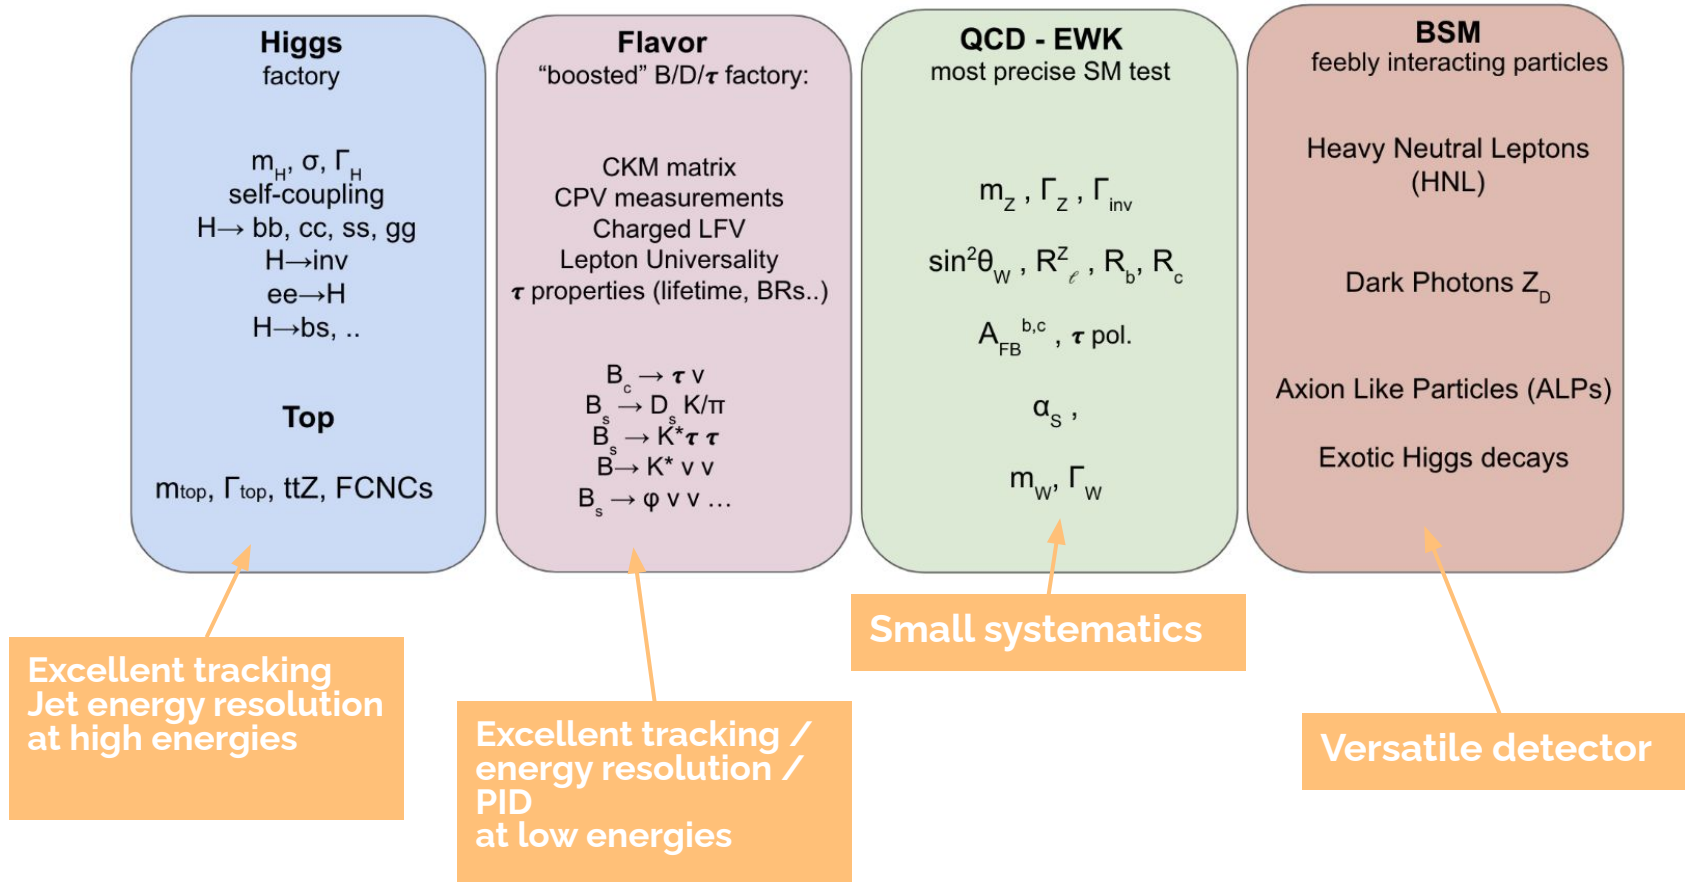 Higgs
factory
m_H, σ, Γ_H
self-coupling
H→ bb, cc, ss, gg
H→inv
ee→H
H→bs, ..
Top
mtop, Γtop, ttZ, FCNCs
Flavor
“boosted” B/D/τ factory:
CKM matrix
CPV measurements
Charged LFV
Lepton Universality
τ properties (lifetime, BRs..)
B_c → τ ν
B_s → D_s K/π
B_s → K*τ τ
B→ K* ν ν
B_s → φ ν ν …
QCD - EWK
most precise SM test
m_Z , Γ_Z , Γ_inv
sin²θ_W , R^Z_ℓ , R_b, R_c
A_FB^b,c , τ pol.
α_S ,
m_W, Γ_W
BSM
feebly interacting particles
Heavy Neutral Leptons
(HNL)
Dark Photons Z_D
Axion Like Particles (ALPs)
Exotic Higgs decays
Excellent tracking
Jet energy resolution
at high energies
Excellent tracking /
energy resolution /
PID
at low energies
Small systematics
Versatile detector